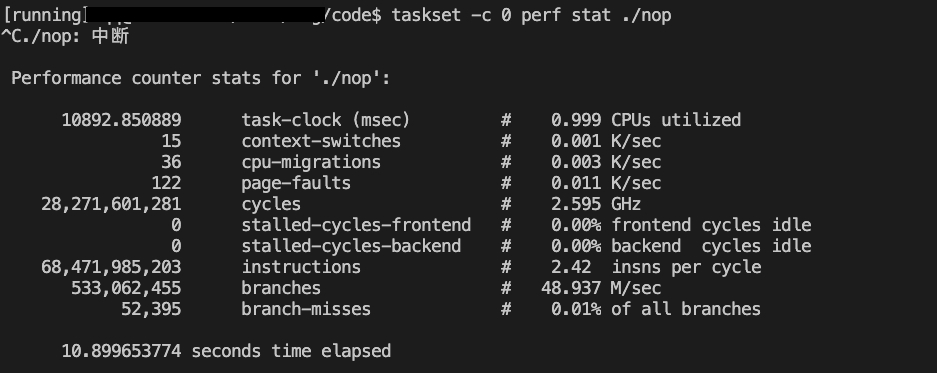 [running] /code$ taskset -c 0 perf stat ./nop
^C./nop: 中断
Performance counter stats for './nop':
10892.850889 task-clock (msec) # 0.999 CPUs utilized
15 context-switches # 0.001 K/sec
36 cpu-migrations # 0.003 K/sec
122 page-faults # 0.011 K/sec
28,271,601,281 cycles # 2.595 GHz
0 stalled-cycles-frontend # 0.00% frontend cycles idle
0 stalled-cycles-backend # 0.00% backend cycles idle
68,471,985,203 instructions # 2.42 insns per cycle
533,062,455 branches # 48.937 M/sec
52,395 branch-misses # 0.01% of all branches
10.899653774 seconds time elapsed